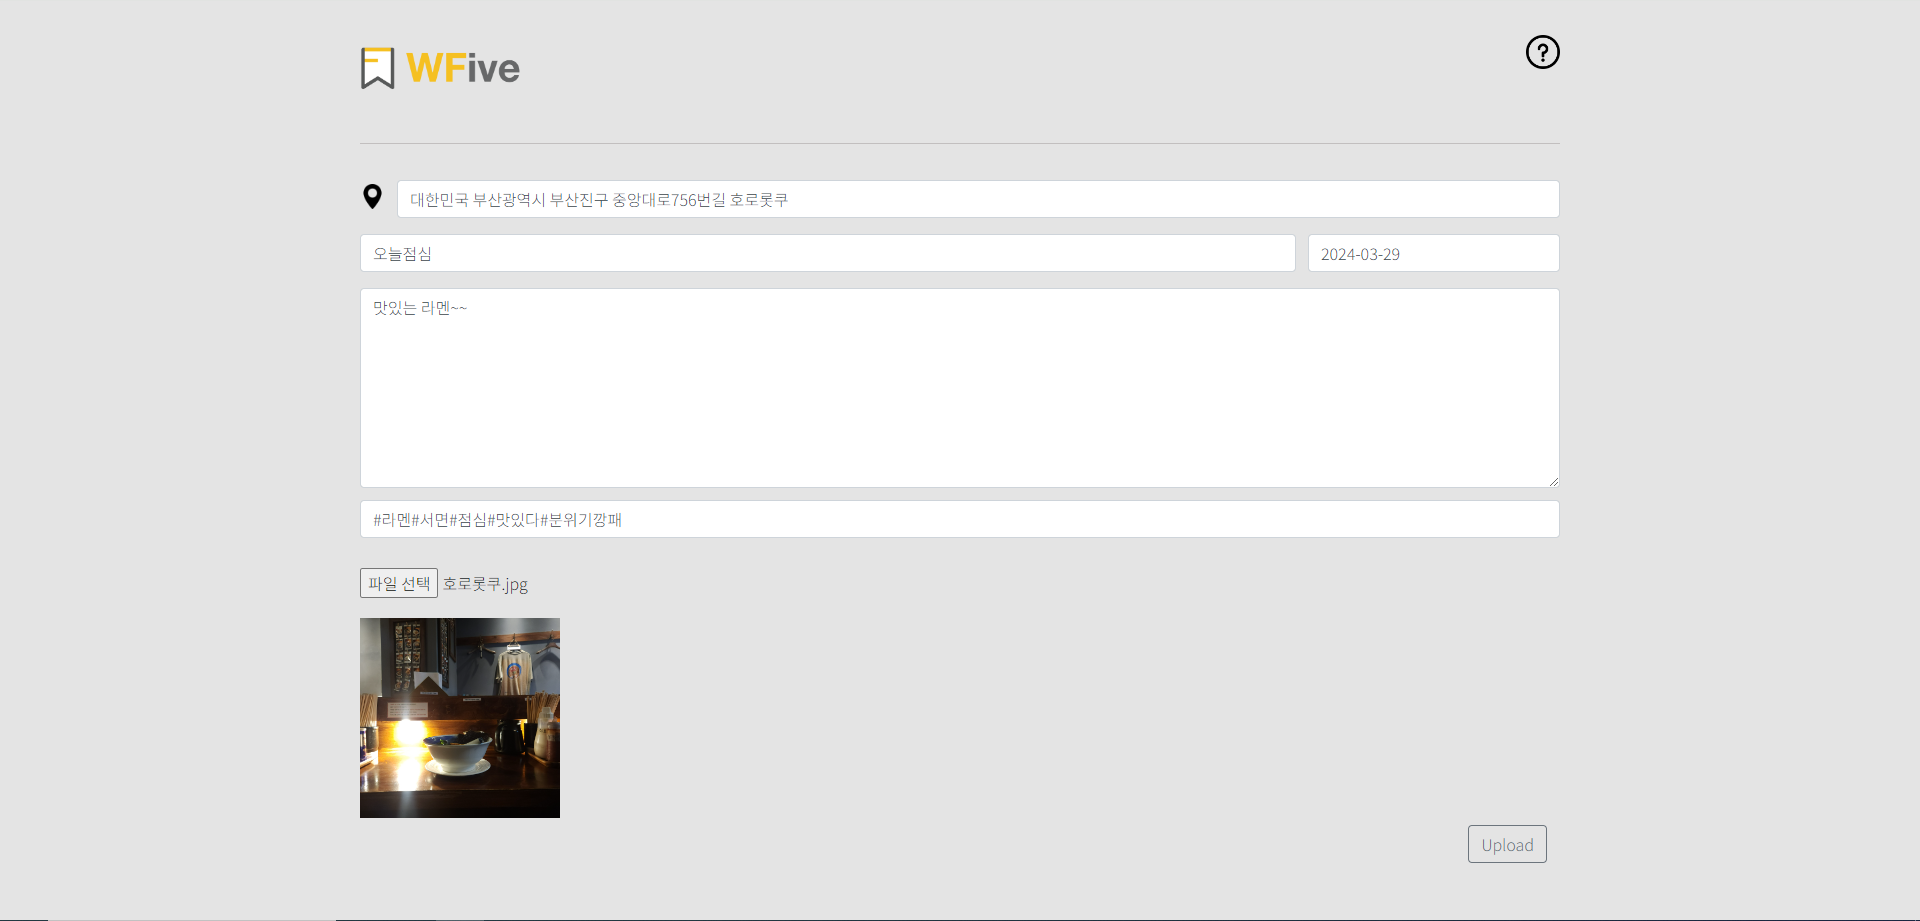 WFive
대한민국 부산광역시 부산진구 중앙대로756번길 호로롯쿠
오늘점심
2024-03-29
맛있는 라멘~~
#라멘#서면#점심#맛있다#분위기깡패
파일 선택 호로롯쿠.jpg
Upload